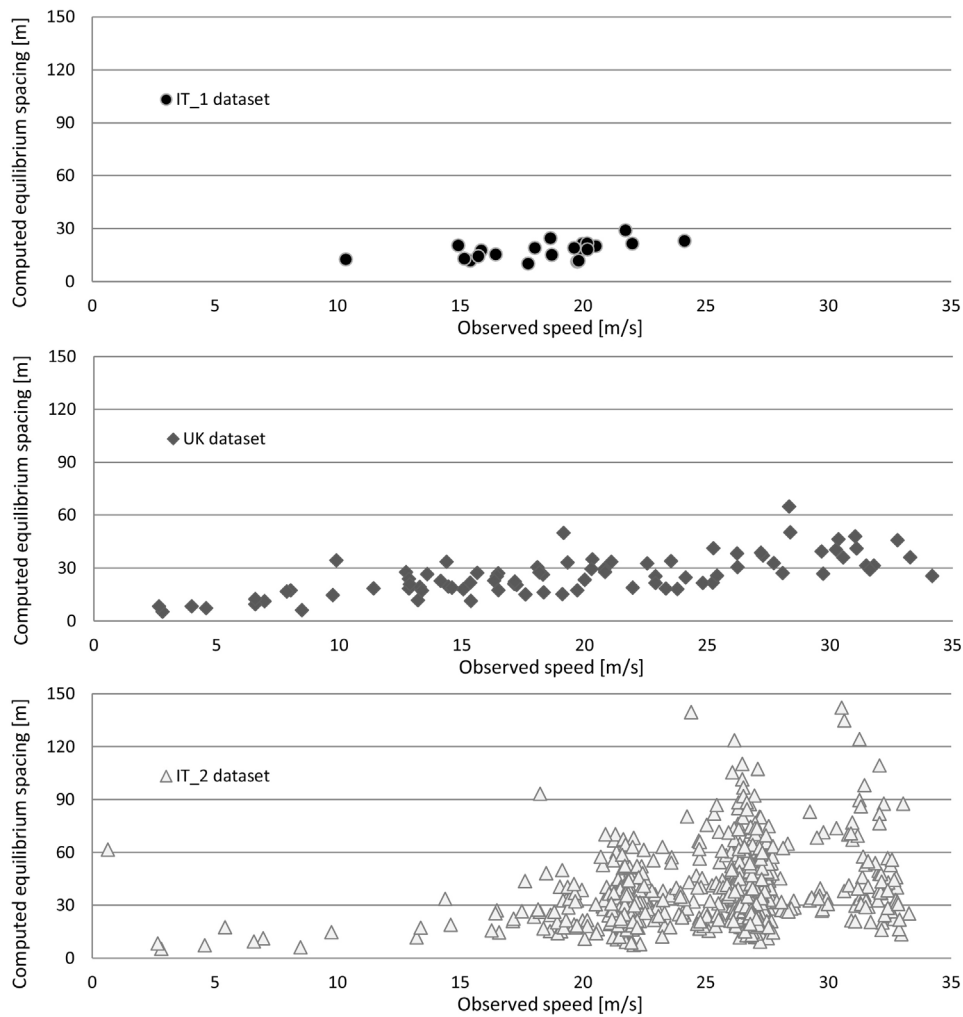 Computed equilibrium spacing [m]
150
120
90
60
30
0
IT_1 dataset
0 5 10 15 20 25 30 35
Observed speed [m/s]
Computed equilibrium spacing [m]
150
120
90
60
30
0
UK dataset
0 5 10 15 20 25 30 35
Observed speed [m/s]
Computed equilibrium spacing [m]
150
120
90
60
30
0
IT_2 dataset
0 5 10 15 20 25 30 35
Observed speed [m/s]